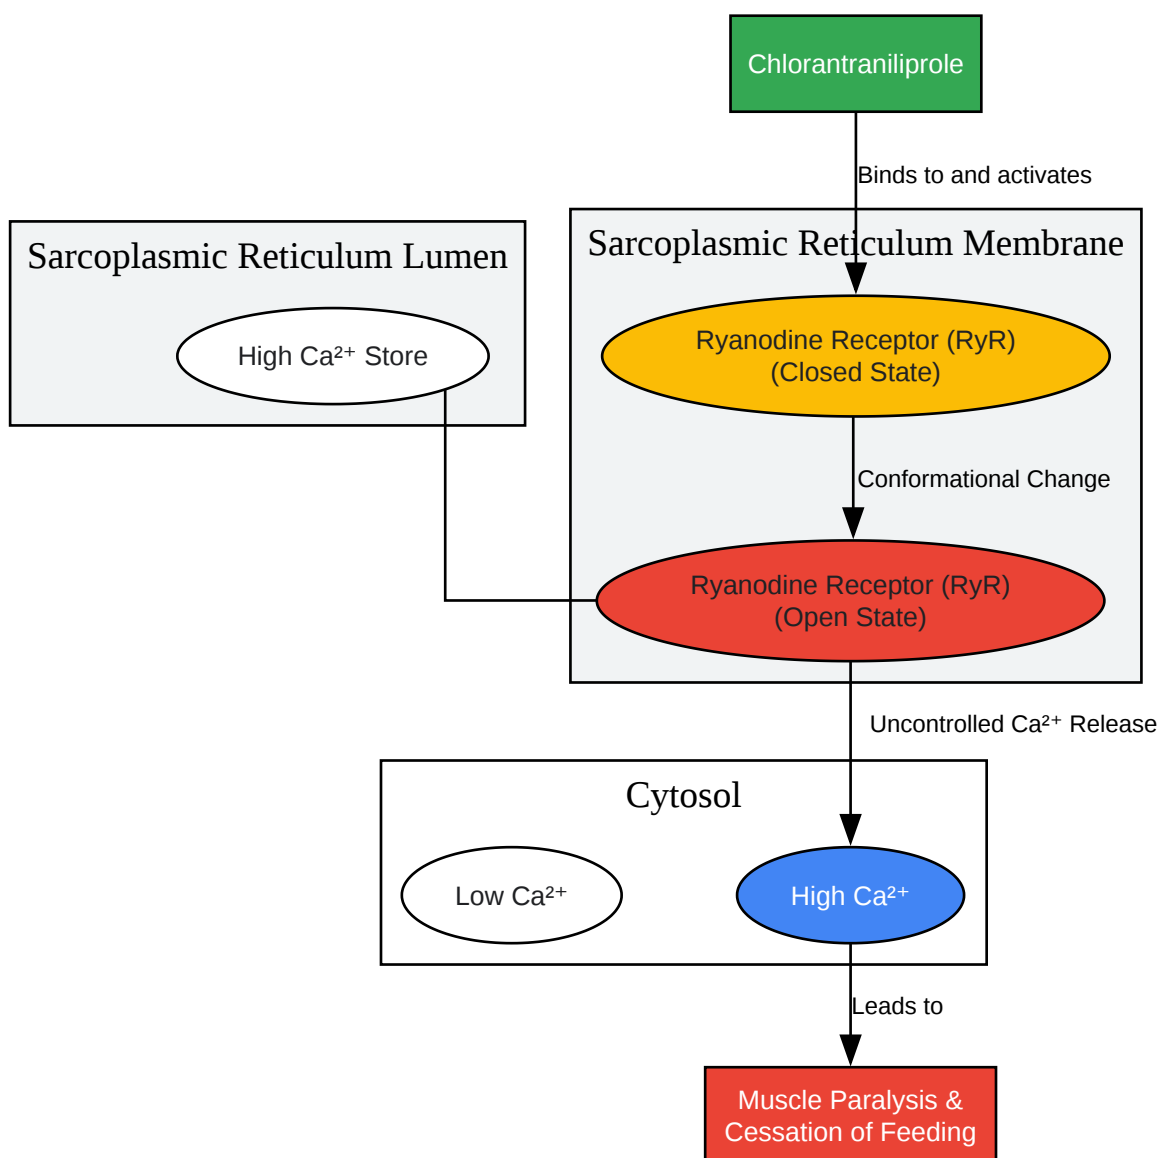 Chlorantraniliprole
Binds to and activates
Sarcoplasmic Reticulum Lumen
Sarcoplasmic Reticulum Membrane
High Ca²⁺ Store
Ryanodine Receptor (RyR)
(Closed State)
Conformational Change
Ryanodine Receptor (RyR)
(Open State)
Uncontrolled Ca²⁺ Release
Cytosol
Low Ca²⁺
High Ca²⁺
Leads to
Muscle Paralysis &
Cessation of Feeding